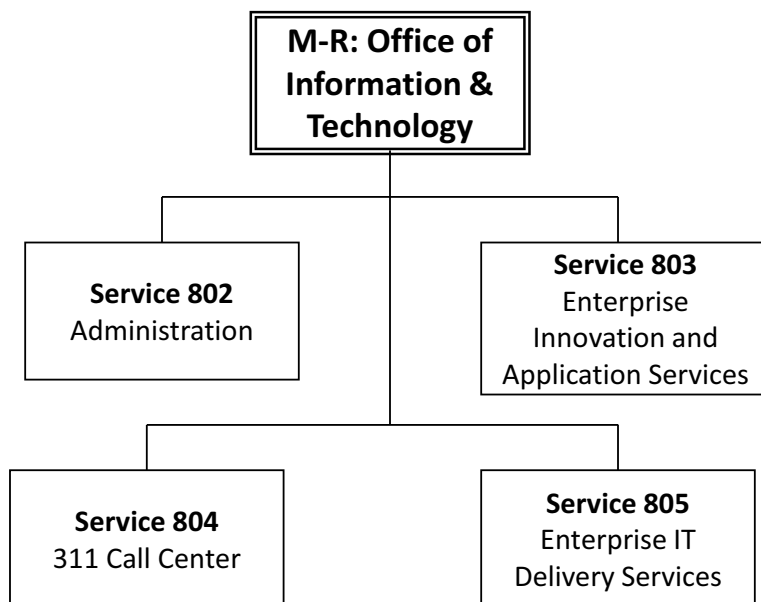 M-R: Office of
Information &
Technology
Service 802
Administration
Service 803
Enterprise
Innovation and
Application Services
Service 804
311 Call Center
Service 805
Enterprise IT
Delivery Services